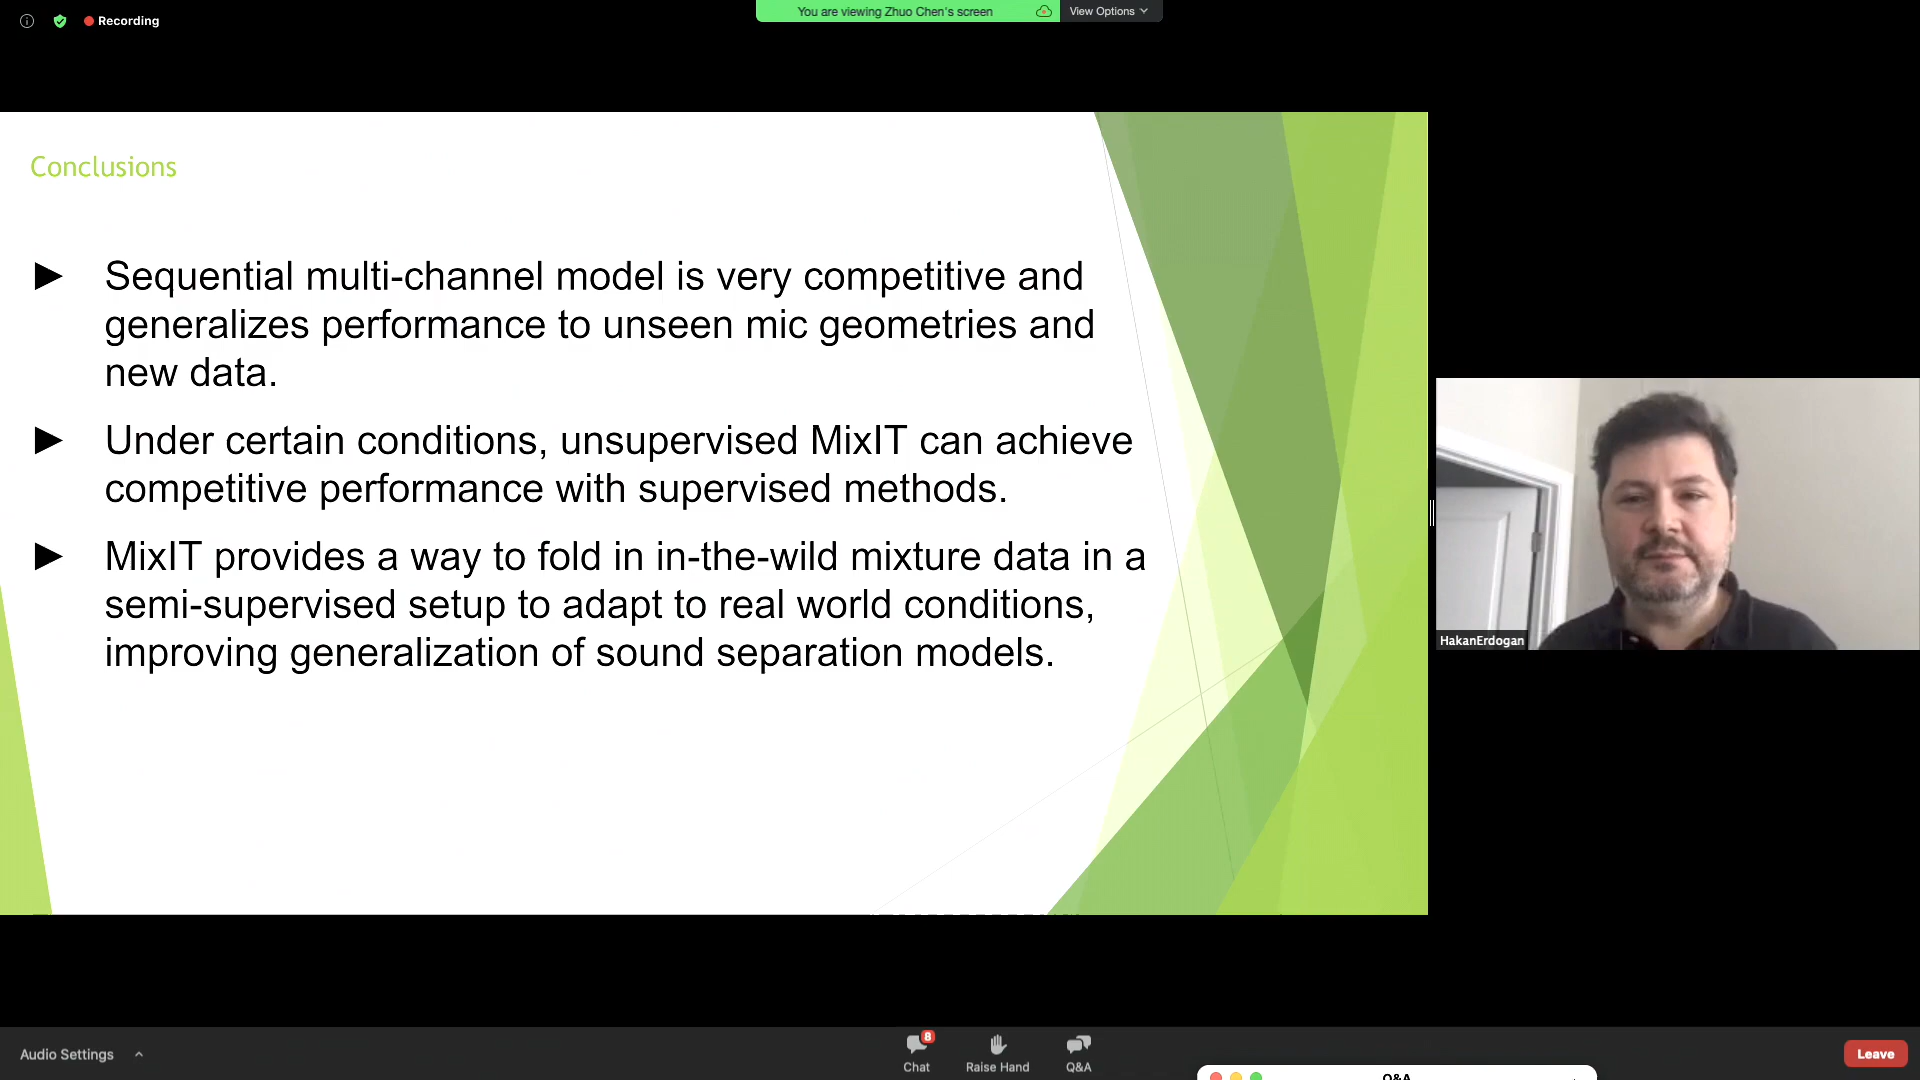 Recording
You are viewing Zhuo Chen's screen
View Options
Conclusions
Sequential multi-channel model is very competitive and
generalizes performance to unseen mic geometries and
new data.
Under certain conditions, unsupervised MixIT can achieve
competitive performance with supervised methods.
MixIT provides a way to fold in in-the-wild mixture data in a
semi-supervised setup to adapt to real world conditions,
improving generalization of sound separation models.
HakanErdogan
Audio Settings
8
Chat
Raise Hand
Q&A
Leave
Q&A